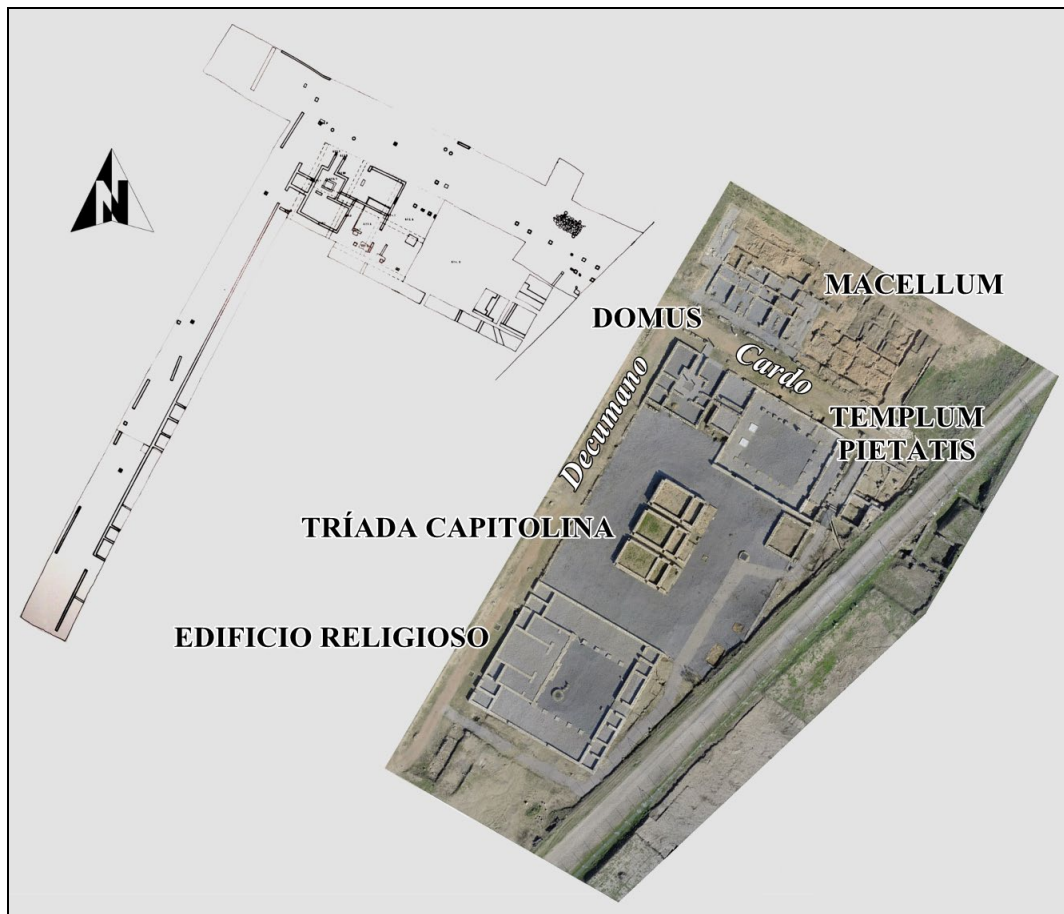 N
MACELLUM
DOMUS
Cardo
Decumano
TEMPLUM
PIETATIS
TRÍADA CAPITOLINA
EDIFICIO RELIGIOSO